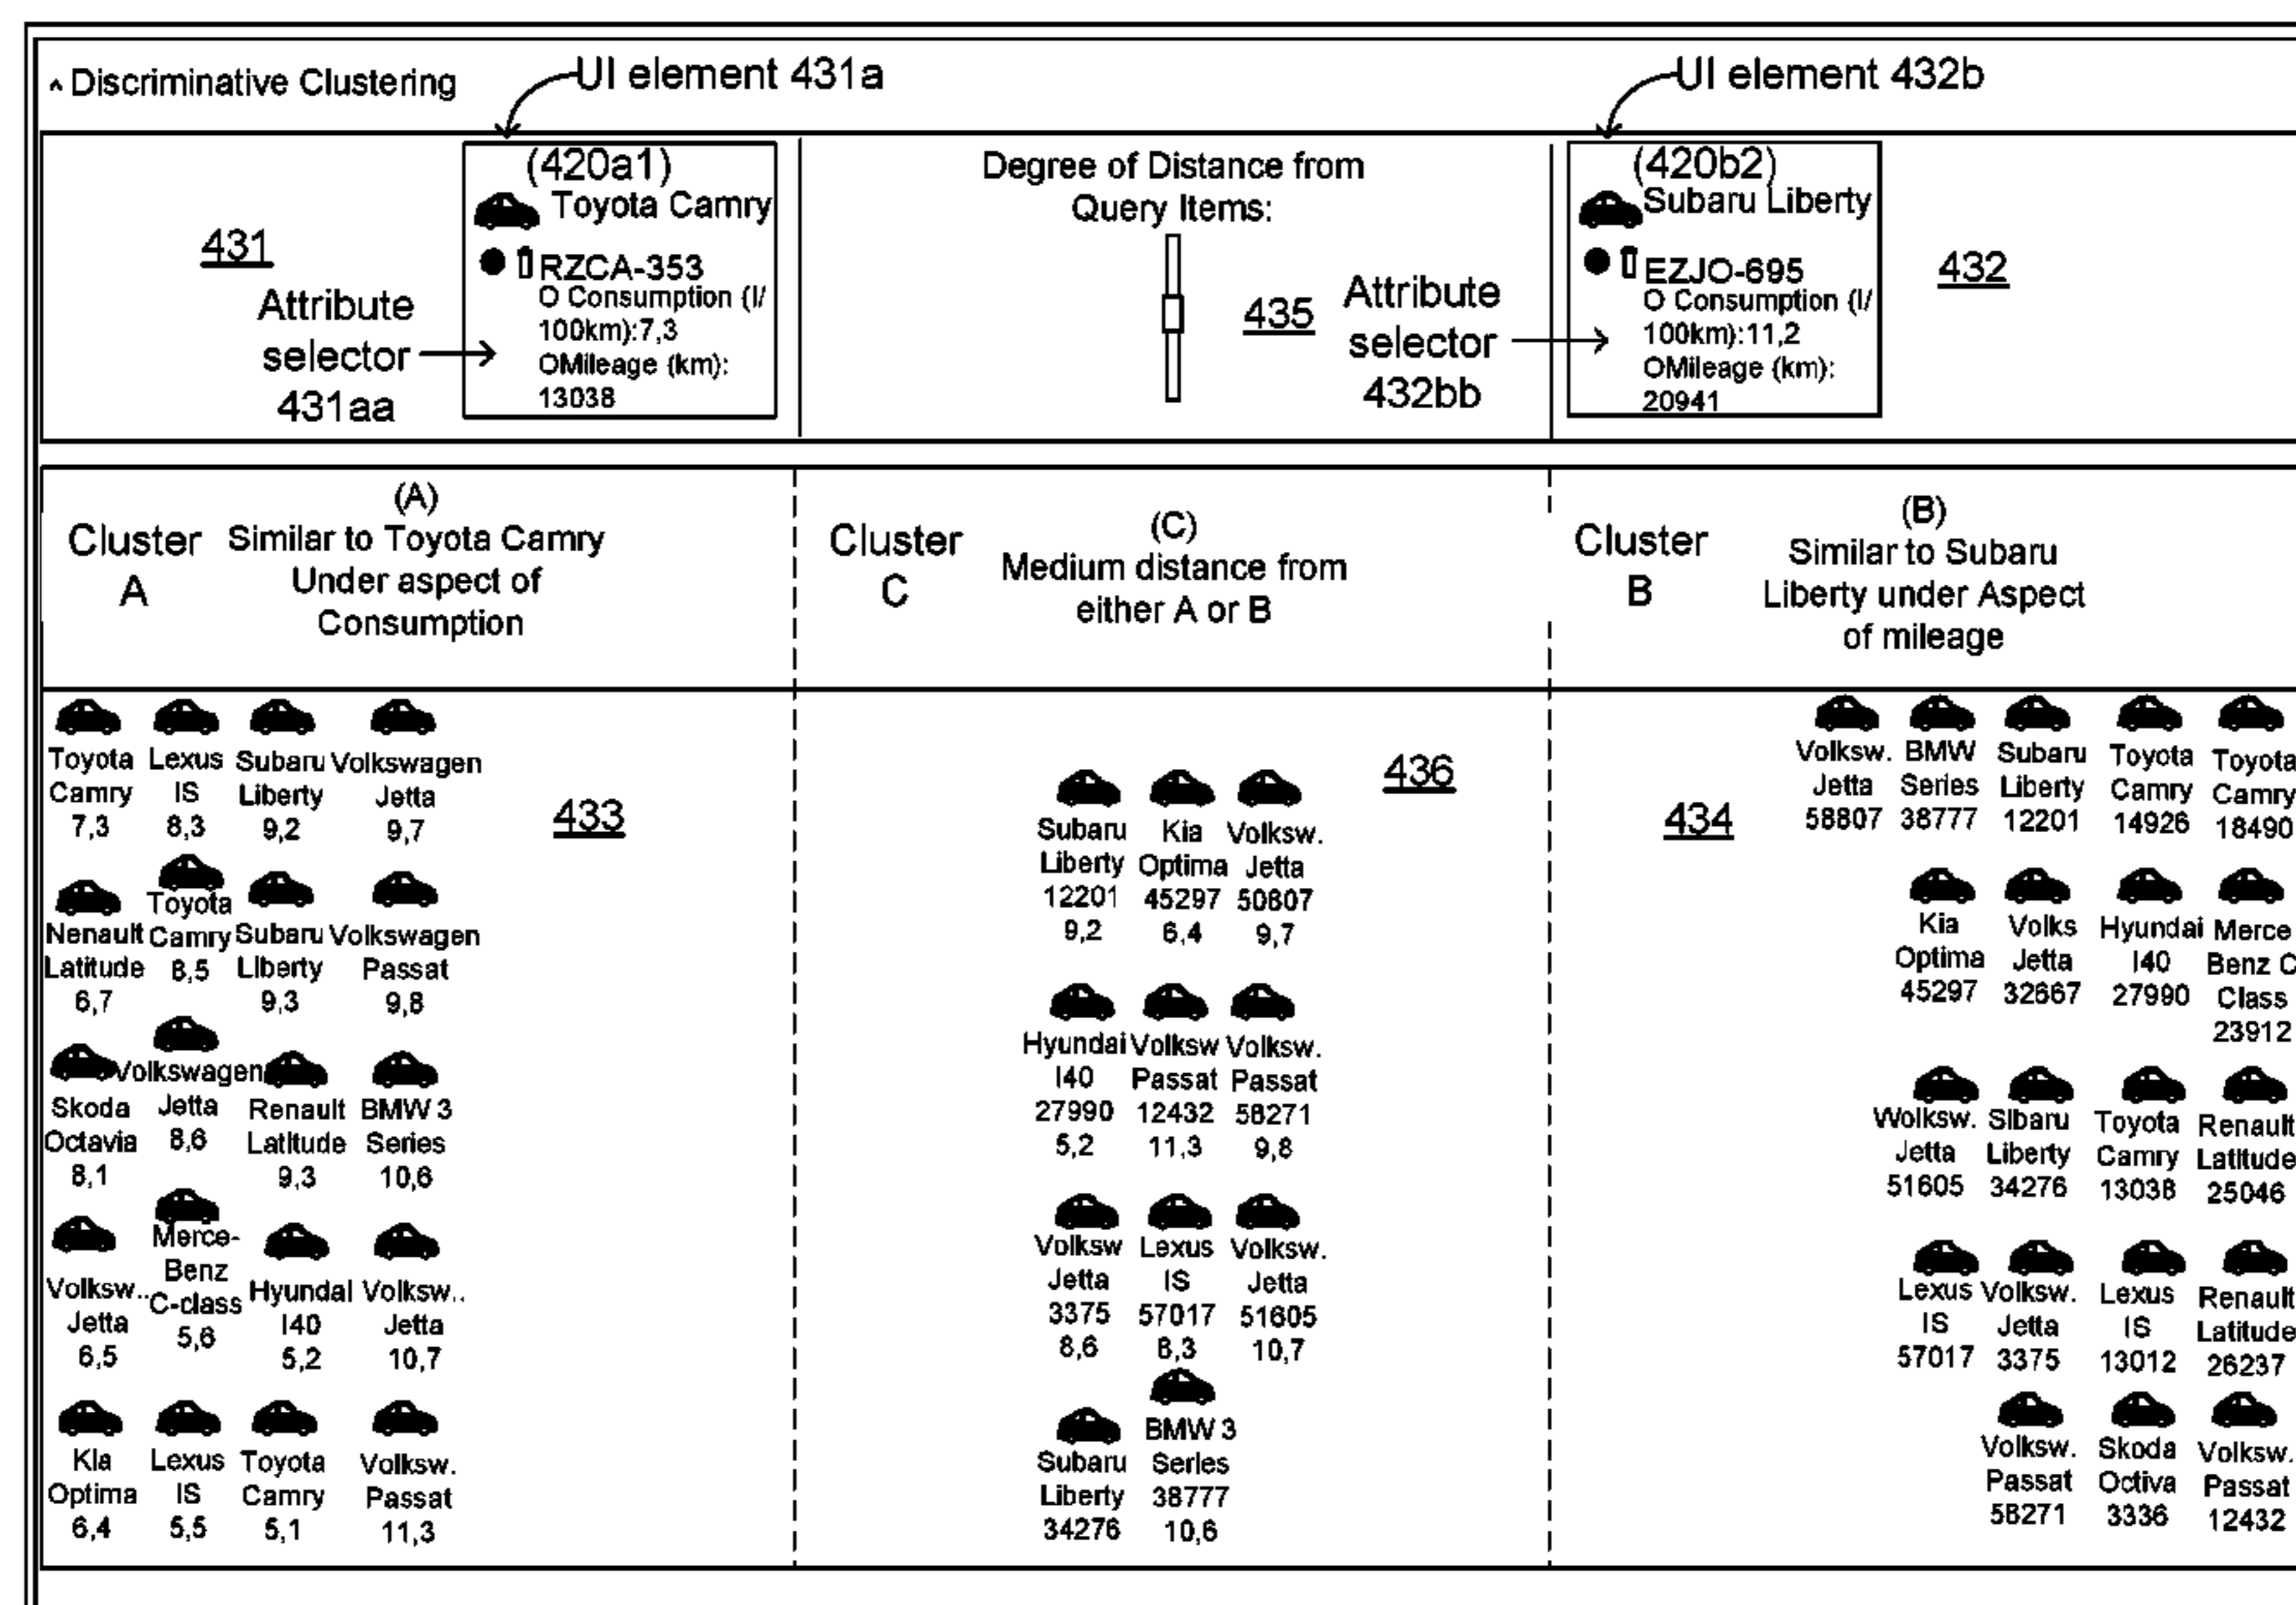 ^ Discriminative Clustering
UI element 431a
UI element 432b
431
Attribute
selector
431aa
(420a1)
Toyota Camry
RZCA-353
O Consumption (l/
100km):7,3
OMileage (km):
13038
Degree of Distance from
Query Items:
435
Attribute
selector
432bb
(420b2)
Subaru Liberty
EZJO-695
O Consumption (l/
100km):11,2
OMileage (km):
20941
432
Cluster
A
(A)
Similar to Toyota Camry
Under aspect of
Consumption
Cluster
C
(C)
Medium distance from
either A or B
Cluster
B
(B)
Similar to Subaru
Liberty under Aspect
of mileage
Toyota
Camry
7,3
Lexus
IS
8,3
Subaru
Liberty
9,2
Volkswagen
Jetta
9,7
433
Nenault
Latitude
6,7
Toyota
Camry
8,5
Subaru
Liberty
9,3
Volkswagen
Passat
9,8
Skoda
Octavia
8,1
Volkswagen
Jetta
8,6
Renault
Latitude
9,3
BMW 3
Series
10,6
Volksw..
Jetta
6,5
Merce-
Benz
C-class
5,6
Hyundai
I40
5,2
Volksw..
Jetta
10,7
Kia
Optima
6,4
Lexus
IS
5,5
Toyota
Camry
5,1
Volksw.
Passat
11,3
436
Subaru
Liberty
12201
9,2
Kia
Optima
45297
6,4
Volksw.
Jetta
50807
9,7
Hyundai
I40
27990
5,2
Volksw
Passat
12432
11,3
Volksw.
Passat
58271
9,8
Volksw
Jetta
3375
8,6
Lexus
IS
57017
8,3
Volksw.
Jetta
51605
10,7
Subaru
Liberty
34276
BMW 3
Series
38777
10,6
434
Volksw.
Jetta
58807
BMW
Series
38777
Subaru
Liberty
12201
Toyota
Camry
14926
Toyota
Camry
18490
Kia
Optima
45297
Volks
Jetta
32667
Hyundai
I40
27990
Merce
Benz C
Class
23912
Wolksw.
Jetta
51605
Sibaru
Liberty
34276
Toyota
Camry
13038
Renault
Latitude
25046
Lexus
IS
57017
Volksw.
Jetta
3375
Lexus
IS
13012
Renault
Latitude
26237
Volksw.
Passat
58271
Skoda
Octiva
3336
Volksw.
Passat
12432